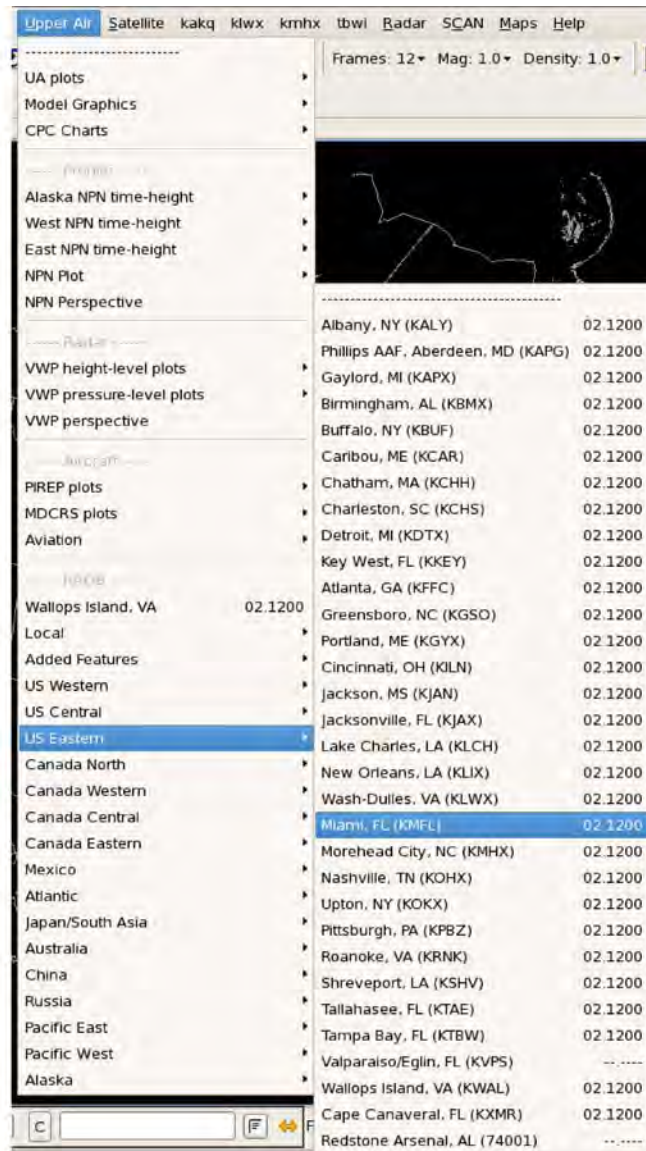 Upper Air Satellite kakq klwx kmhx tbwi Radar SCAN Maps Help
Frames: 12 Mag: 1.0 Density: 1.0
---------------------------
UA plots
Model Graphics
CPC Charts
Alaska NPN time-height
West NPN time-height
East NPN time-height
NPN Plot
NPN Perspective
------ Radar ------
VWP height-level plots
VWP pressure-level plots
VWP perspective
------ Aircraft ------
PIREP plots
MDCRS plots
Aviation
------ RAOB ------
Wallops Island, VA 02.1200
Local
Added Features
US Western
US Central
US Eastern
Canada North
Canada Western
Canada Central
Canada Eastern
Mexico
Atlantic
Japan/South Asia
Australia
China
Russia
Pacific East
Pacific West
Alaska
------------------------------------------
Albany, NY (KALY) 02.1200
Phillips AAF, Aberdeen, MD (KAPG) 02.1200
Gaylord, MI (KAPX) 02.1200
Birmingham, AL (KBMX) 02.1200
Buffalo, NY (KBUF) 02.1200
Caribou, ME (KCAR) 02.1200
Chatham, MA (KCHH) 02.1200
Charleston, SC (KCHS) 02.1200
Detroit, MI (KDTX) 02.1200
Key West, FL (KKEY) 02.1200
Atlanta, GA (KFFC) 02.1200
Greensboro, NC (KGSO) 02.1200
Portland, ME (KGYX) 02.1200
Cincinnati, OH (KILN) 02.1200
Jackson, MS (KJAN) 02.1200
Jacksonville, FL (KJAX) 02.1200
Lake Charles, LA (KLCH) 02.1200
New Orleans, LA (KLIX) 02.1200
Wash-Dulles, VA (KLWX) 02.1200
Miami, FL (KMFL) 02.1200
Morehead City, NC (KMHX) 02.1200
Nashville, TN (KOHX) 02.1200
Upton, NY (KOKX) 02.1200
Pittsburgh, PA (KPBZ) 02.1200
Roanoke, VA (KRNK) 02.1200
Shreveport, LA (KSHV) 02.1200
Tallahasee, FL (KTAE) 02.1200
Tampa Bay, FL (KTBW) 02.1200
Valparaiso/Eglin, FL (KVPS) --.----
Wallops Island, VA (KWAL) 02.1200
Cape Canaveral, FL (KXMR) 02.1200
Redstone Arsenal, AL (74001) --.----
C
F